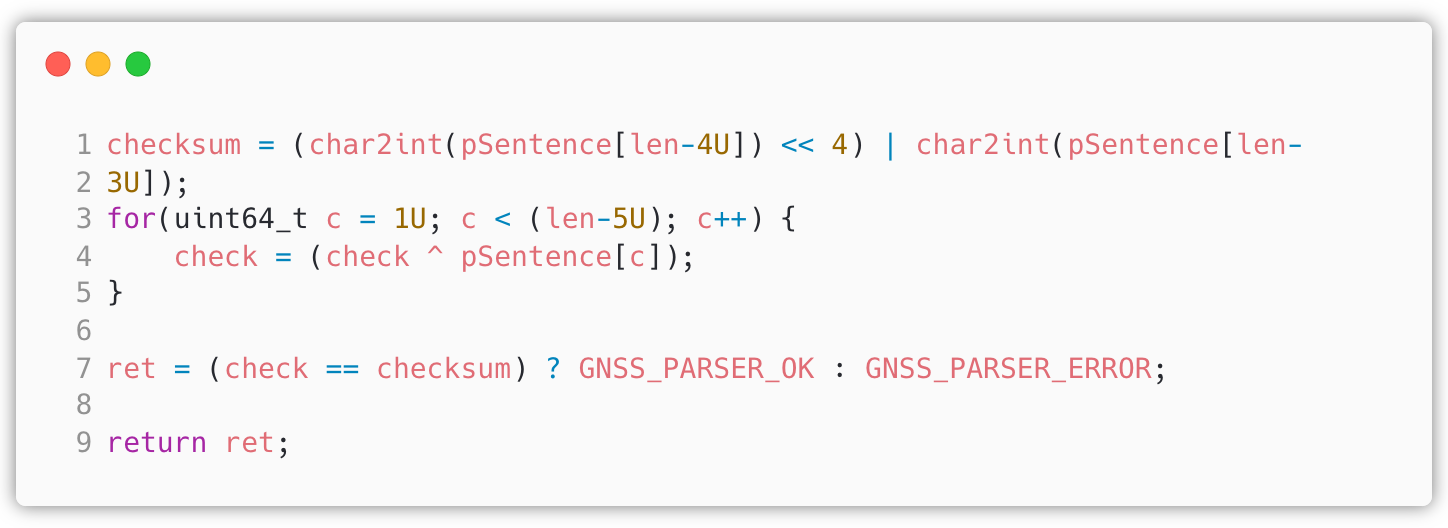 1 checksum = (char2int(pSentence[len-4U]) << 4) | char2int(pSentence[len-
2 3U]);
3 for(uint64_t c = 1U; c < (len-5U); c++) {
4     check = (check ^ pSentence[c]);
5 }
6
7 ret = (check == checksum) ? GNSS_PARSER_OK : GNSS_PARSER_ERROR;
8
9 return ret;